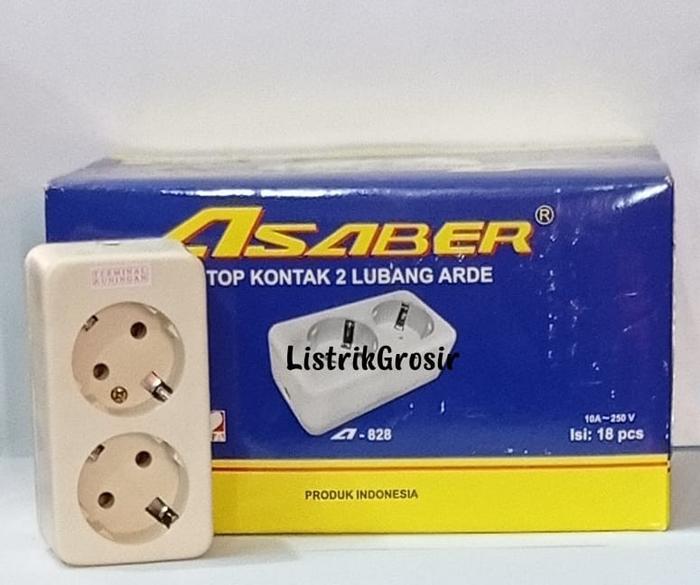 ASABER®
TOP KONTAK 2 LUBANG ARDE
TERMINAL
KUNINGAN
ListrikGrosir
A - 828
10A ~ 250 V
Isi: 18 pcs
PRODUK INDONESIA